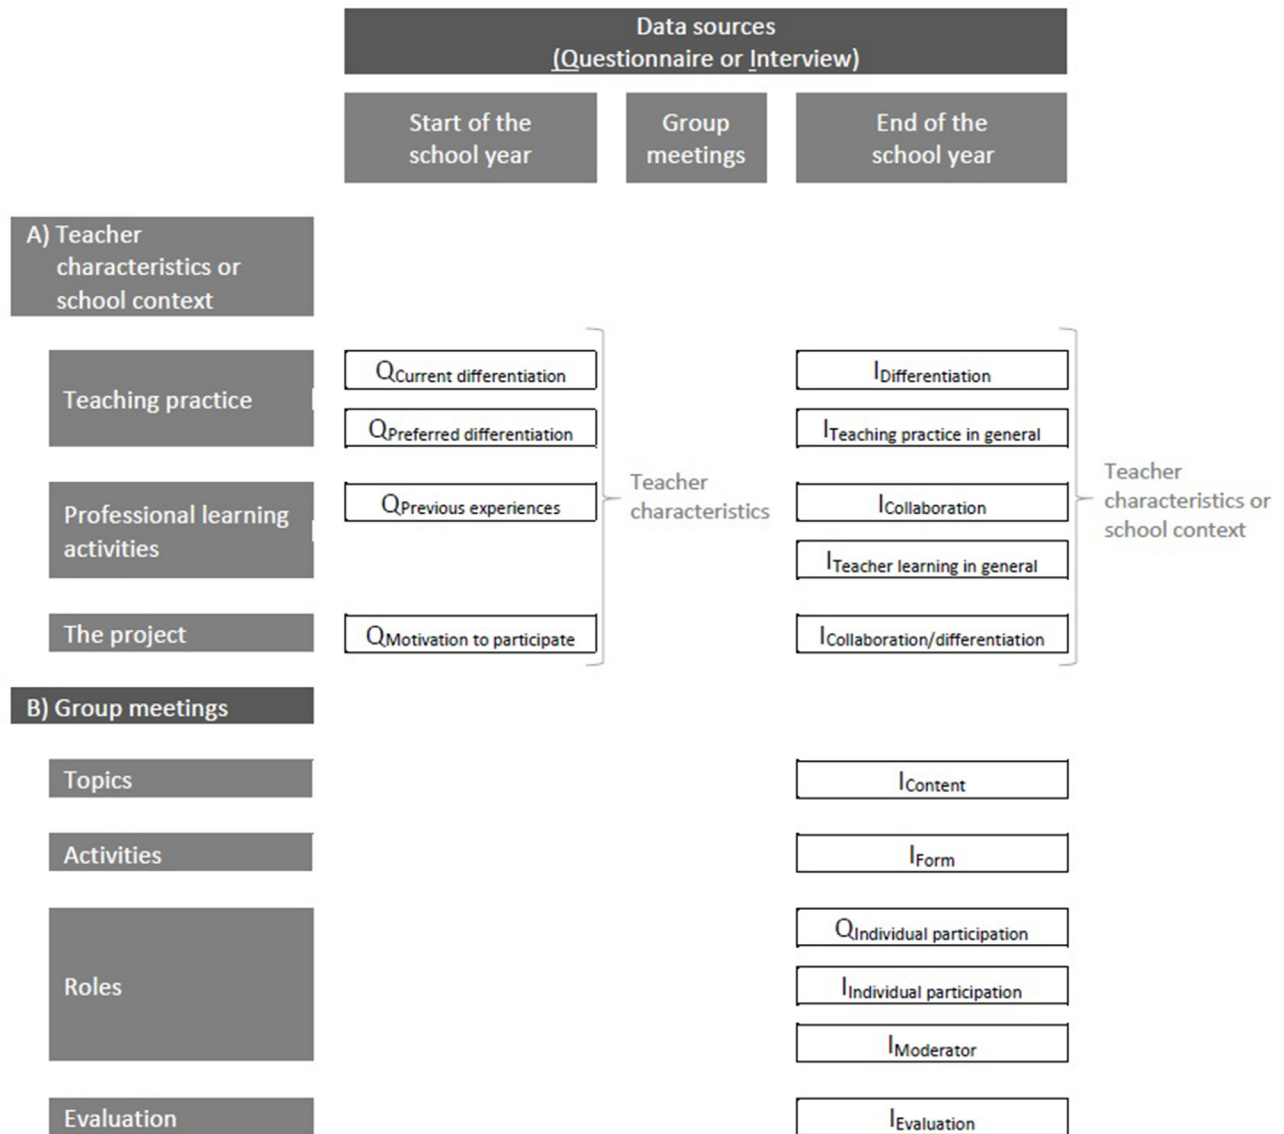 Data sources
(Questionnaire or Interview)
Start of the
school year
Group
meetings
End of the
school year
A) Teacher
characteristics or
school context
Teaching practice
QCurrent differentiation
IDifferentiation
QPreferred differentiation
ITeaching practice in general
Professional learning
activities
QPrevious experiences
Teacher
characteristics
ICollaboration
ITeacher learning in general
Teacher
characteristics or
school context
The project
QMotivation to participate
ICollaboration/differentiation
B) Group meetings
Topics
IContent
Activities
IForm
Roles
QIndividual participation
IIndividual participation
IModerator
Evaluation
IEvaluation